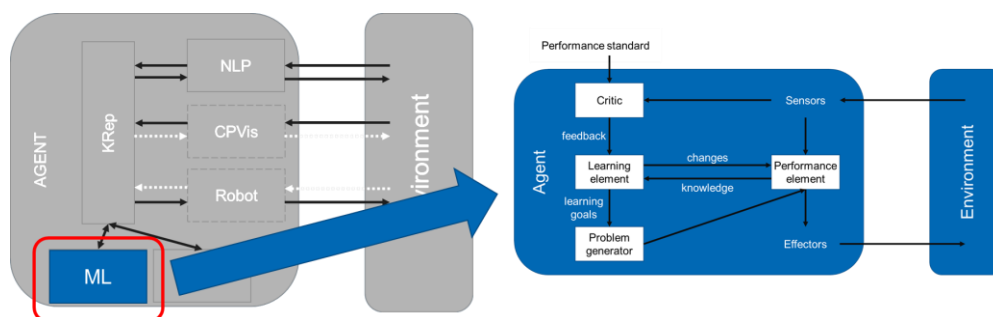 AGENT
KRep
NLP
CPVis
Robot
ML
vironment
Performance standard
Agent
Critic
Sensors
feedback
Learning
element
changes
knowledge
Performance
element
learning
goals
Problem
generator
Effectors
Environment